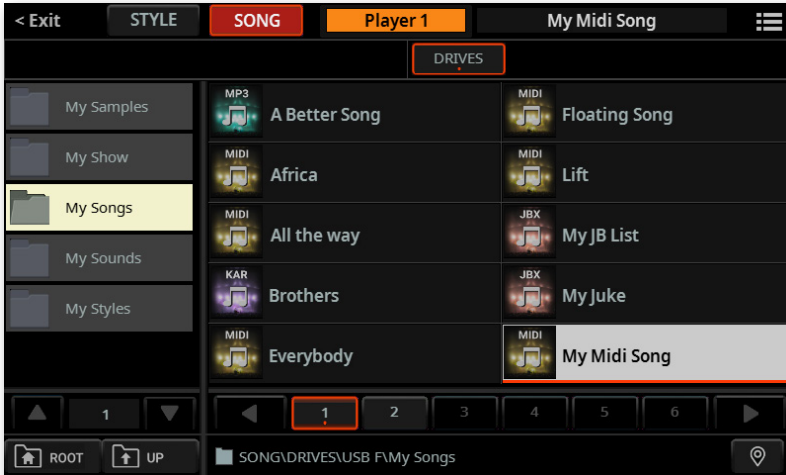 < Exit STYLE SONG Player 1 My Midi Song
DRIVES
My Samples
My Show
My Songs
My Sounds
My Styles
MP3 A Better Song
MIDI Floating Song
MIDI Africa
MIDI Lift
MIDI All the way
JBX My JB List
KAR Brothers
JBX My Juke
MIDI Everybody
MIDI My Midi Song
1
1 2 3 4 5 6
ROOT UP
SONG\DRIVES\USB F\My Songs